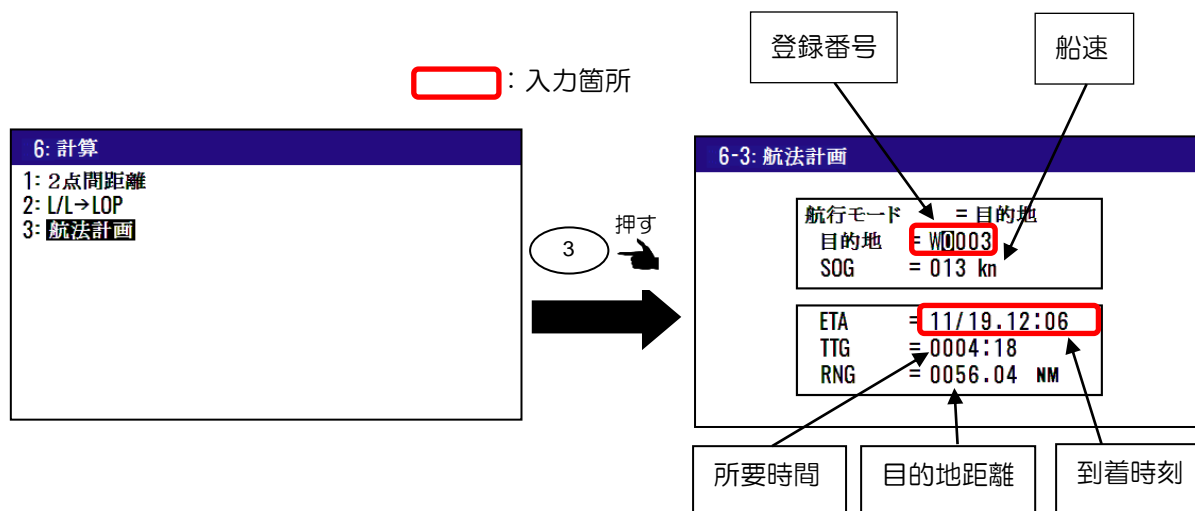 登録番号
船速
：入力箇所
6: 計算
1: 2点間距離
2: L/L→LOP
3: 航法計画
3
押す
6-3: 航法計画
航行モード = 目的地
目的地 = W0003
SOG = 013 kn
ETA = 11/19.12:06
TTG = 0004:18
RNG = 0056.04 NM
所要時間
目的地距離
到着時刻